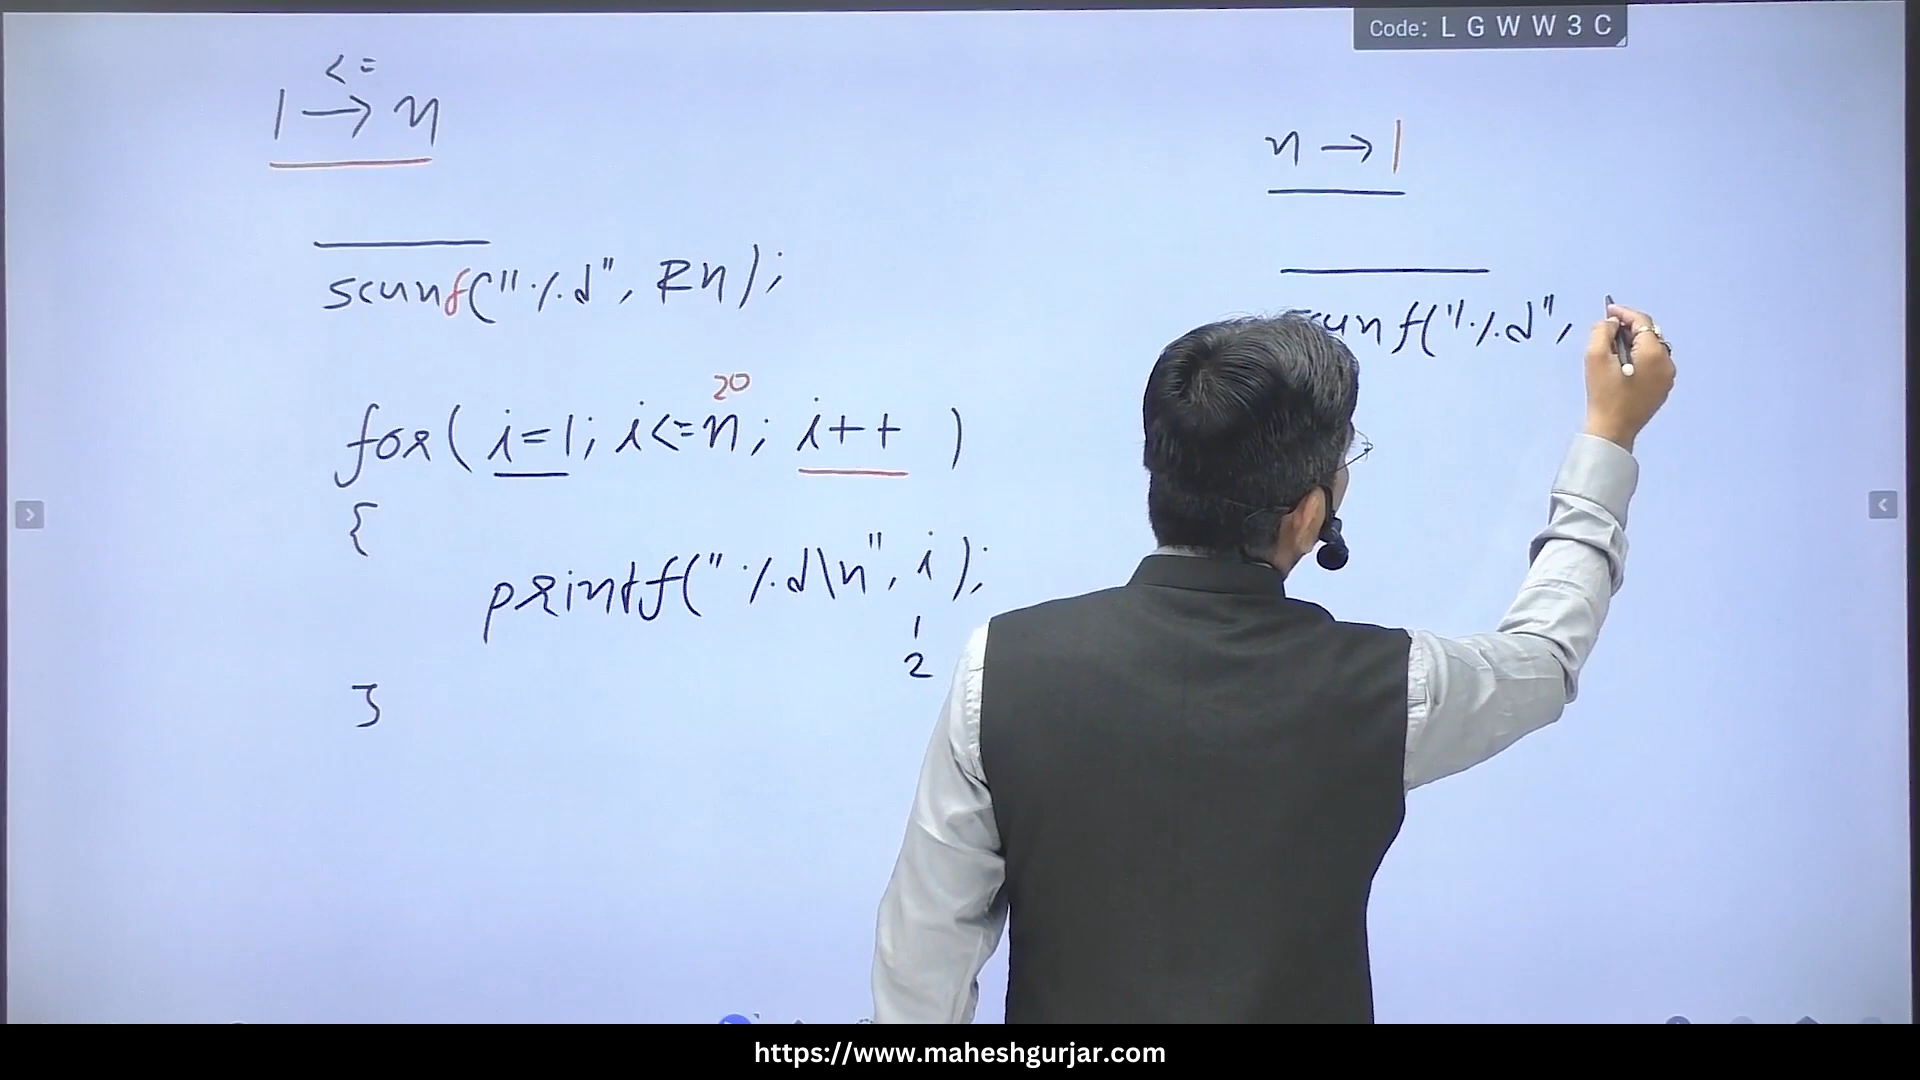 Code: L G W W 3 C
<=
1 → n
scanf("%d", &n);
20
for( i=1; i<=n; i++ )
{
printf("%d\n", i);
1
2
}
n → 1
scanf("%d",
https://www.maheshgurjar.com